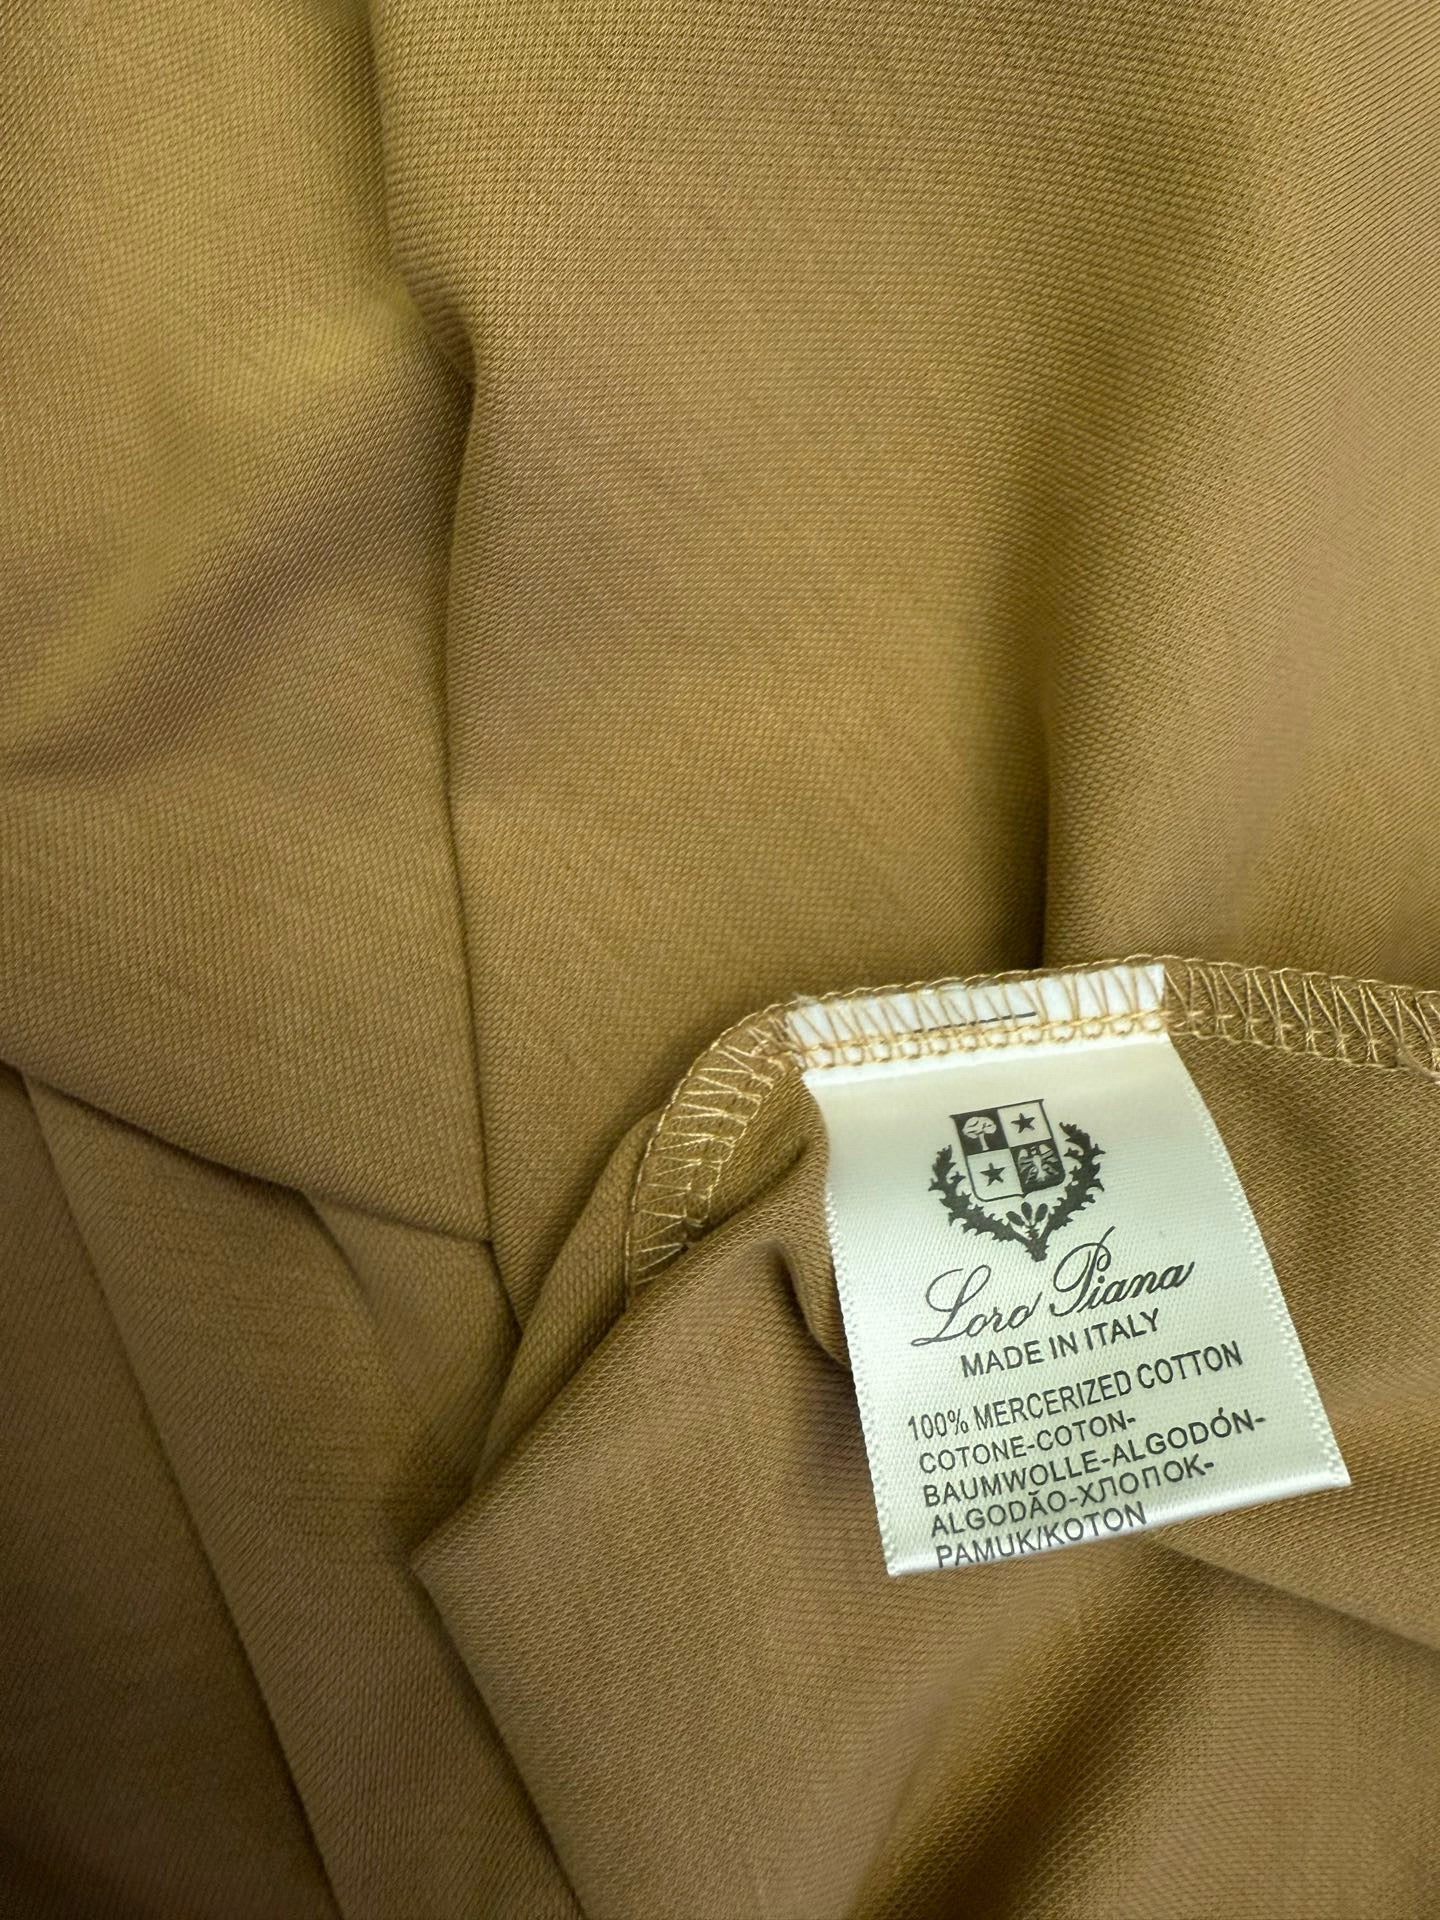 Loro Piana
MADE IN ITALY
100% MERCERIZED COTTON
COTONE-COTON-
BAUMWOLLE-ALGODÓN-
ALGODÃO-ХЛОПОК-
PAMUK/KOTON